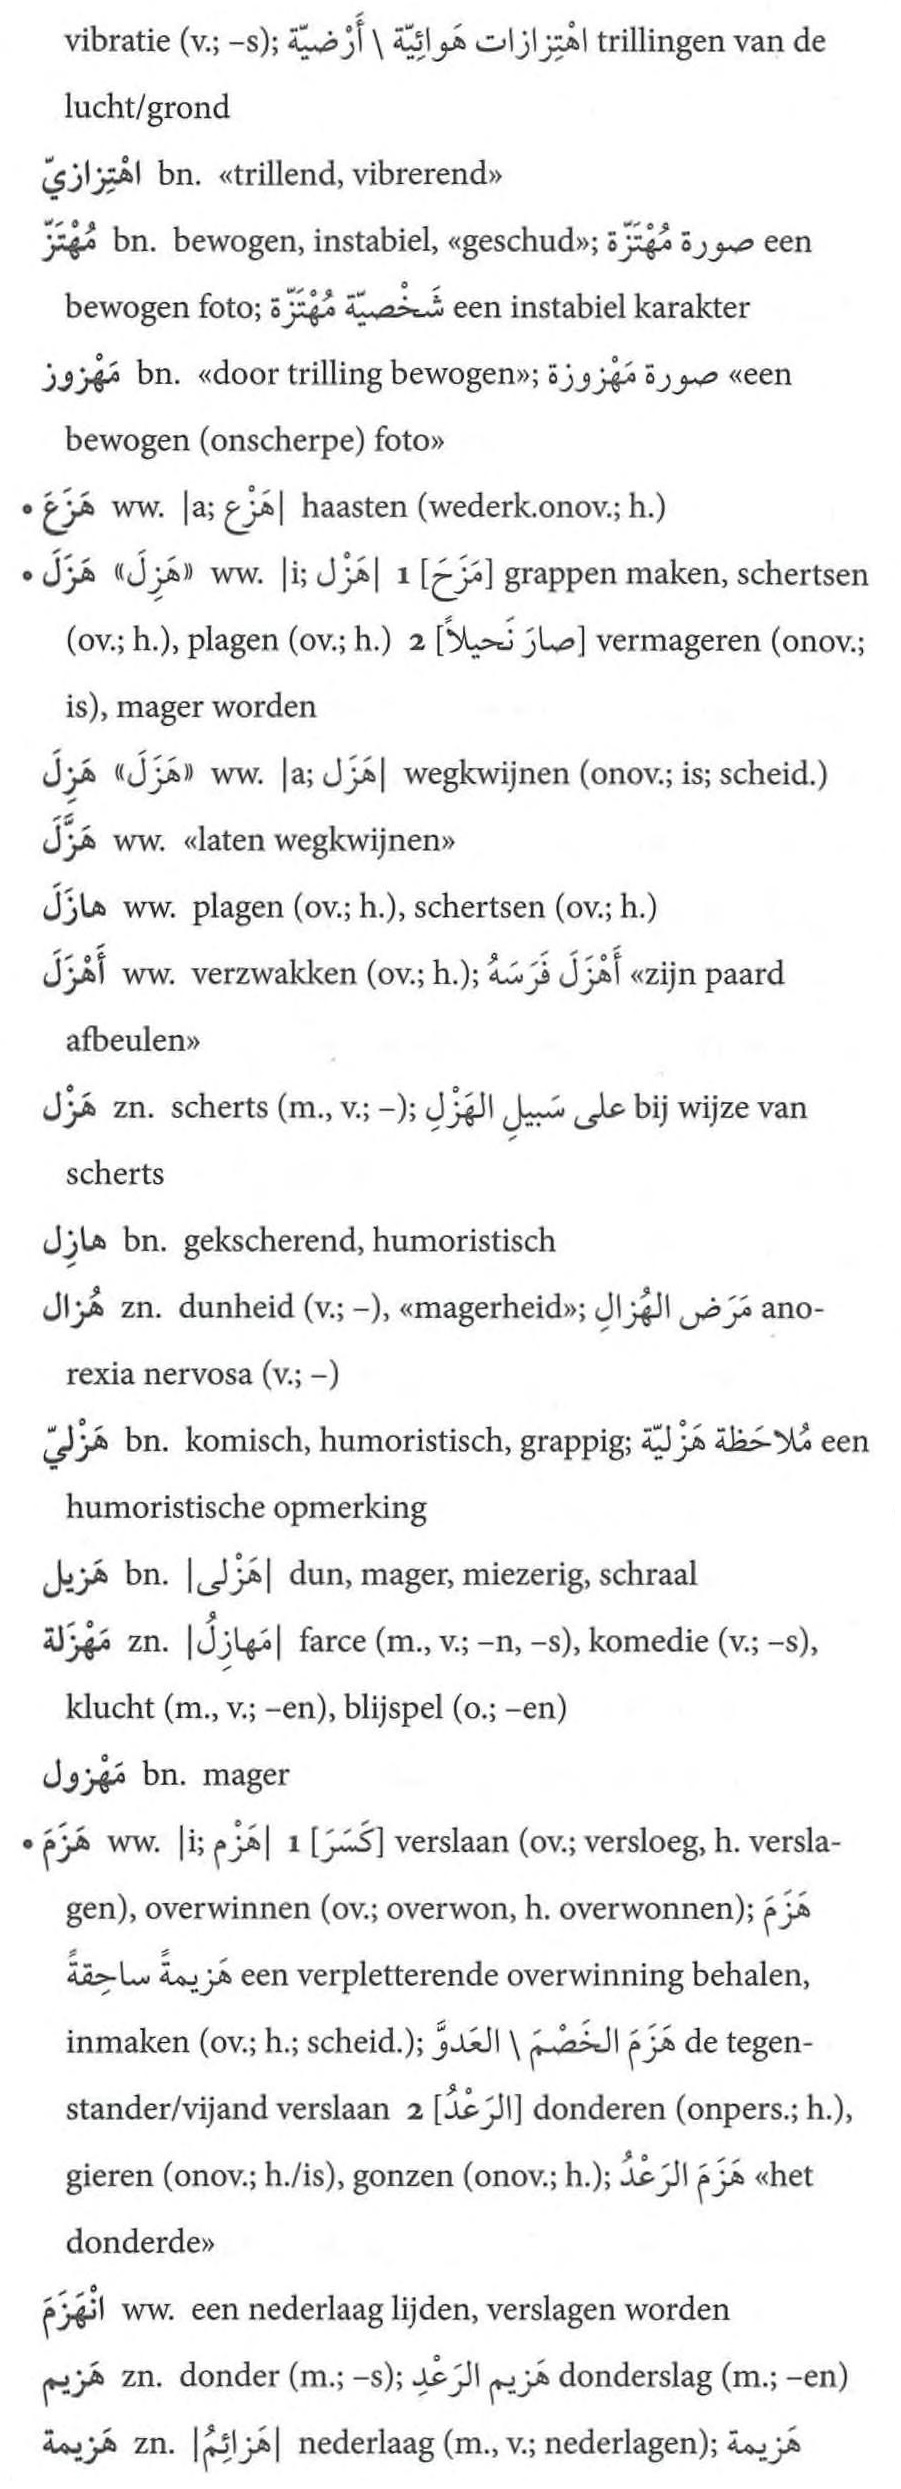 vibratie (v.; –s); اهْتِزازات هَوائِيّة \ أَرْضيّة trillingen van de
lucht/grond
اهْتِزازيّ bn. «trillend, vibrerend»
مُهْتَزّ bn. bewogen, instabiel, «geschud»; صورة مُهْتَزّة een
bewogen foto; شَخْصيّة مُهْتَزّة een instabiel karakter
مَهْزوز bn. «door trilling bewogen»; صورة مَهْزوزة «een
bewogen (onscherpe) foto»
• هَزَعَ ww. |a; هَزْع| haasten (wederk.onov.; h.)
• هَزَلَ «هَزِلَ» ww. |i; هَزْل| 1 [مَزَحَ] grappen maken, schertsen
(ov.; h.), plagen (ov.; h.) 2 [صارَ نَحيلاً] vermageren (onov.;
is), mager worden
هَزِلَ «هَزَلَ» ww. |a; هَزَل| wegkwijnen (onov.; is; scheid.)
هَزَّلَ ww. «laten wegkwijnen»
هازَلَ ww. plagen (ov.; h.), schertsen (ov.; h.)
أَهْزَلَ ww. verzwakken (ov.; h.); أَهْزَلَ فَرَسَهُ «zijn paard
afbeulen»
هَزْل zn. scherts (m., v.; –); على سَبيلِ الهَزْلِ bij wijze van
scherts
هازِل bn. gekscherend, humoristisch
هُزال zn. dunheid (v.; –), «magerheid»; مَرَض الهُزالِ ano-
rexia nervosa (v.; –)
هَزْليّ bn. komisch, humoristisch, grappig; مُلاحَظة هَزْليّة een
humoristische opmerking
هَزيل bn. |هَزْلى| dun, mager, miezerig, schraal
مَهْزَلة zn. |مَهازِلُ| farce (m., v.; –n, –s), komedie (v.; –s),
klucht (m., v.; –en), blijspel (o.; –en)
مَهْزول bn. mager
• هَزَمَ ww. |i; هَزْم| 1 [كَسَرَ] verslaan (ov.; versloeg, h. versla-
gen), overwinnen (ov.; overwon, h. overwonnen); هَزَمَ
هَزيمةً ساحِقةً een verpletterende overwinning behalen,
inmaken (ov.; h.; scheid.); هَزَمَ الخَصْمَ \ العَدوَّ de tegen-
stander/vijand verslaan 2 [الرَعْدُ] donderen (onpers.; h.),
gieren (onov.; h./is), gonzen (onov.; h.); هَزَمَ الرَعْدُ «het
donderde»
انْهَزَمَ ww. een nederlaag lijden, verslagen worden
هَزيم zn. donder (m.; –s); هَزيم الرَعْدِ donderslag (m.; –en)
هَزيمة zn. |هَزائِمُ| nederlaag (m., v.; nederlagen); هَزيمة